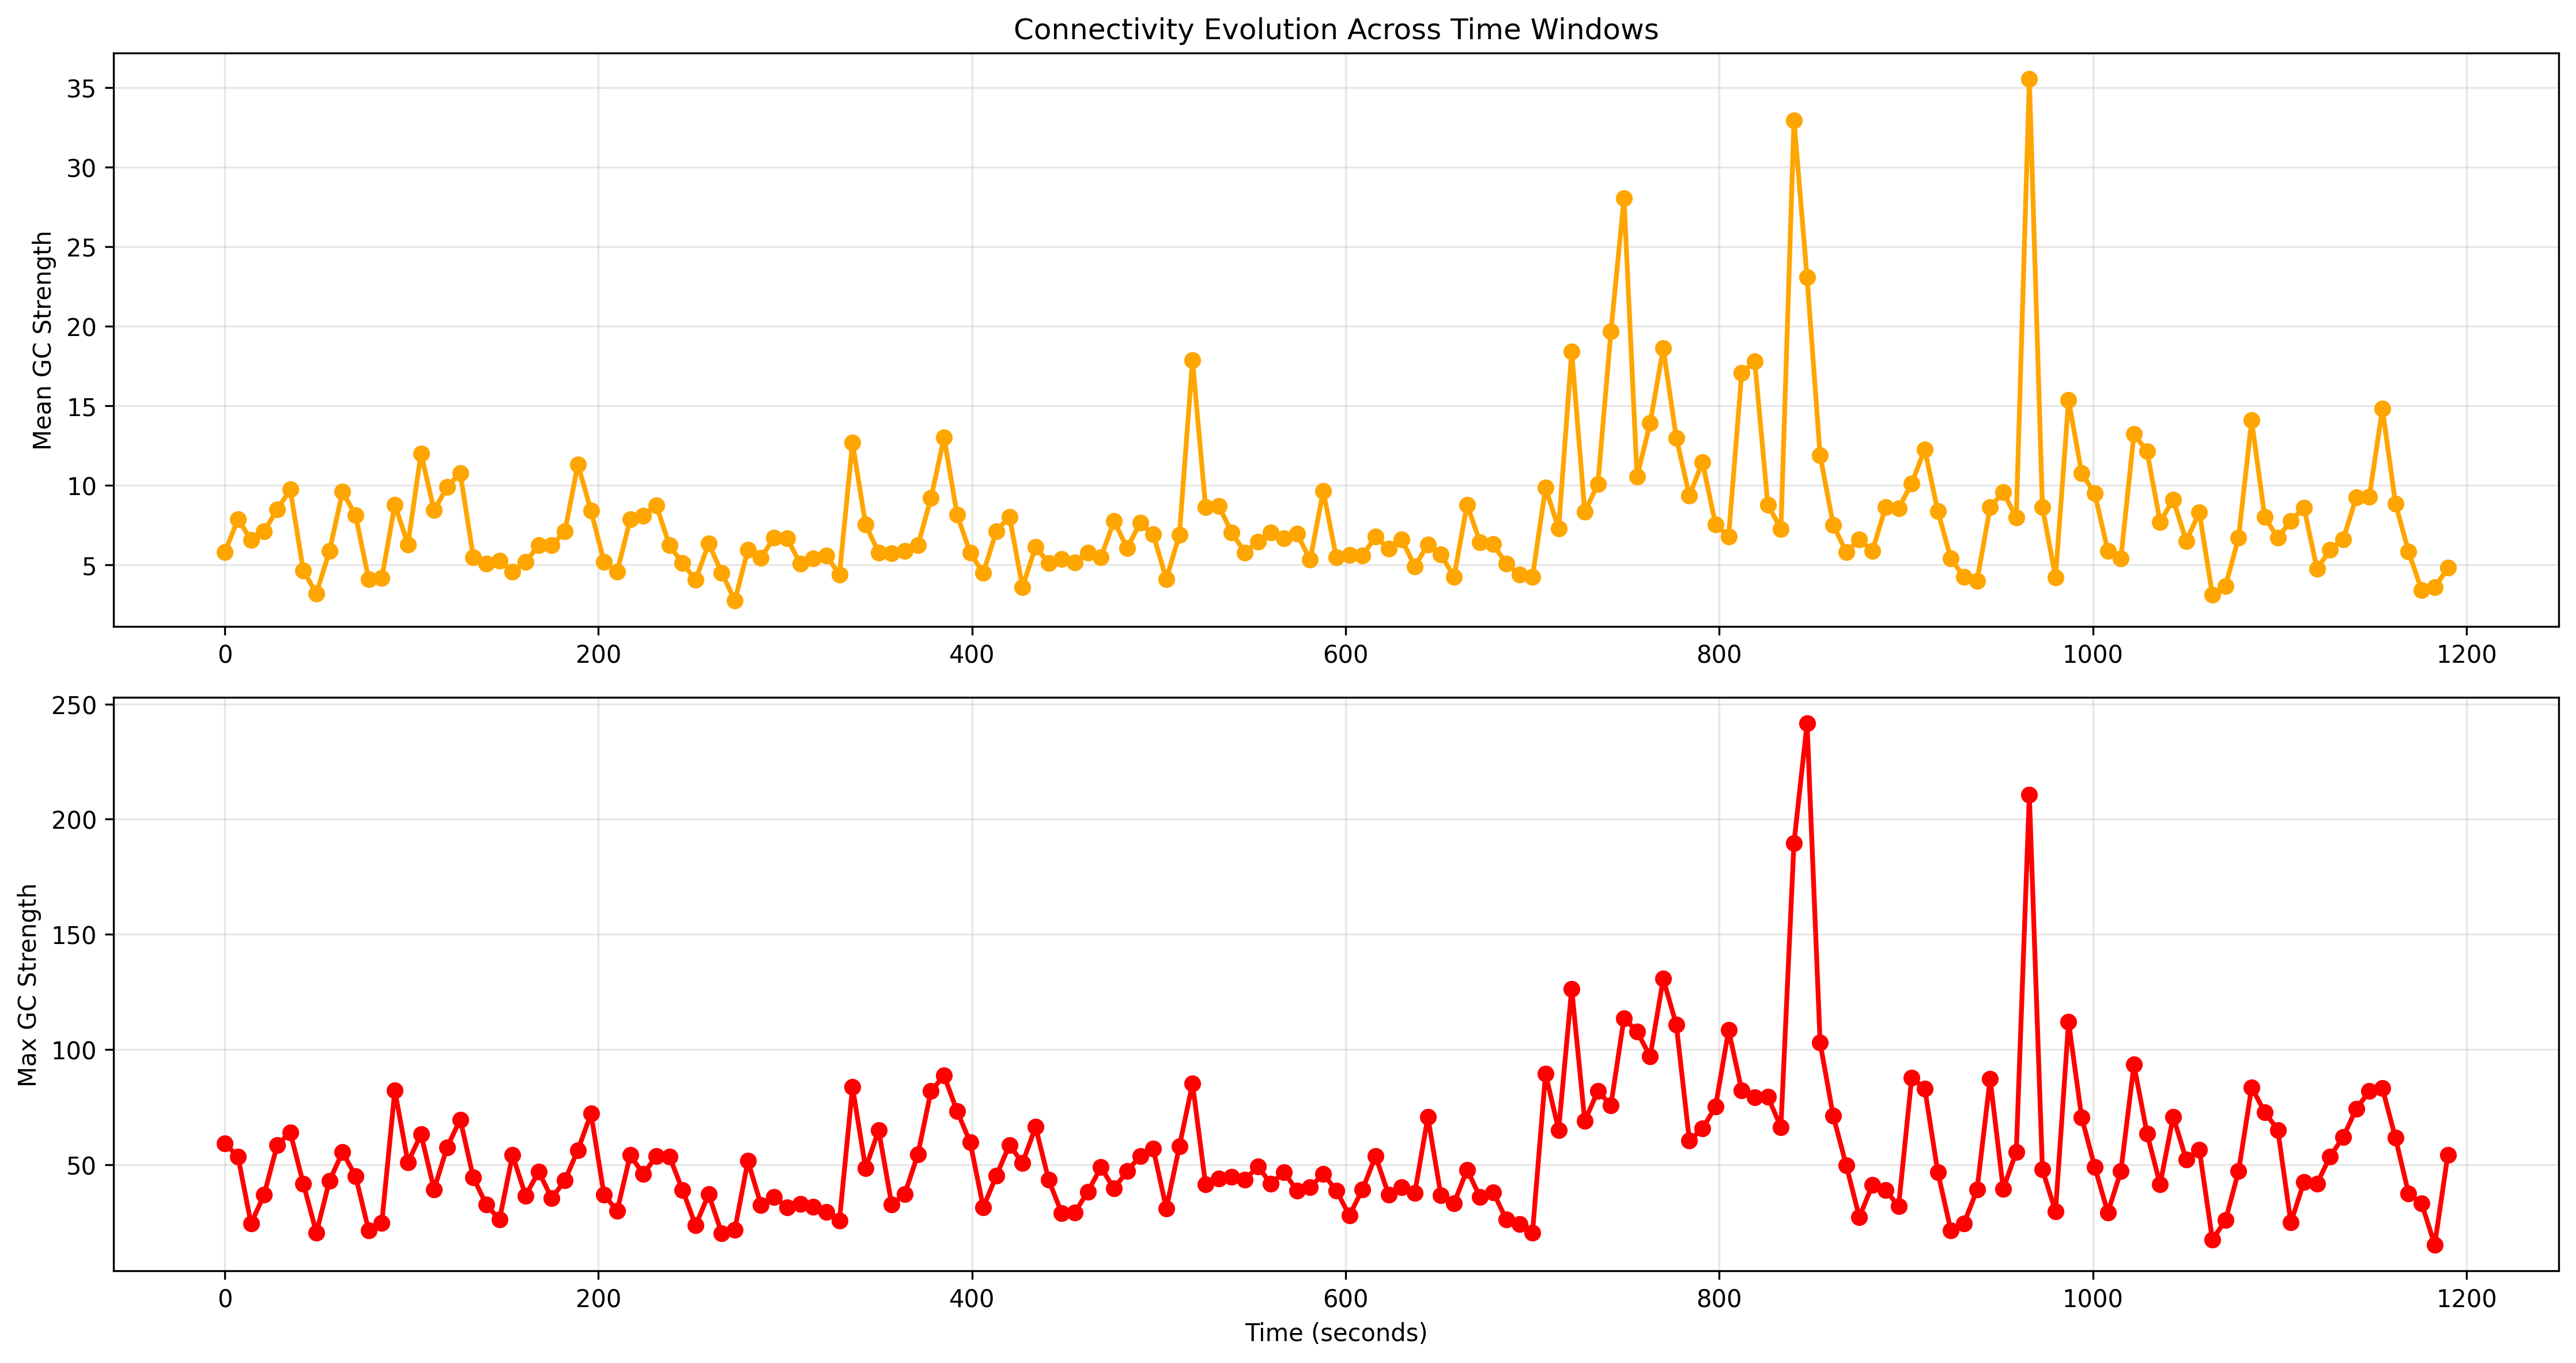 Connectivity Evolution Across Time Windows
Mean GC Strength
35
30
25
20
15
10
5
0 200 400 600 800 1000 1200
Max GC Strength
250
200
150
100
50
0 200 400 600 800 1000 1200
Time (seconds)